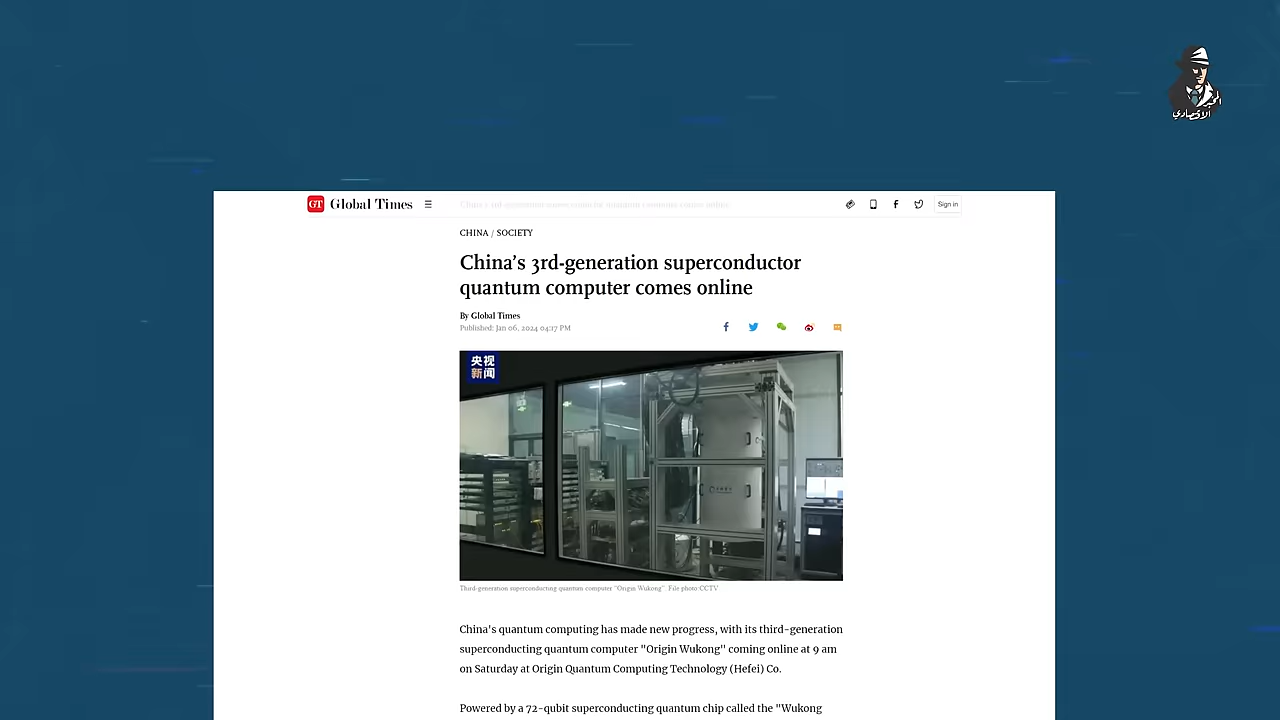 المخبر
الاقتصادي
GT Global Times
Sign in
CHINA / SOCIETY
China's 3rd-generation superconductor
quantum computer comes online
By Global Times
Published: Jan 06, 2024 04:17 PM
央视
新闻
Third-generation superconducting quantum computer "Origin Wukong" .File photo:CCTV
China's quantum computing has made new progress, with its third-generation
superconducting quantum computer "Origin Wukong" coming online at 9 am
on Saturday at Origin Quantum Computing Technology (Hefei) Co.
Powered by a 72-qubit superconducting quantum chip called the "Wukong